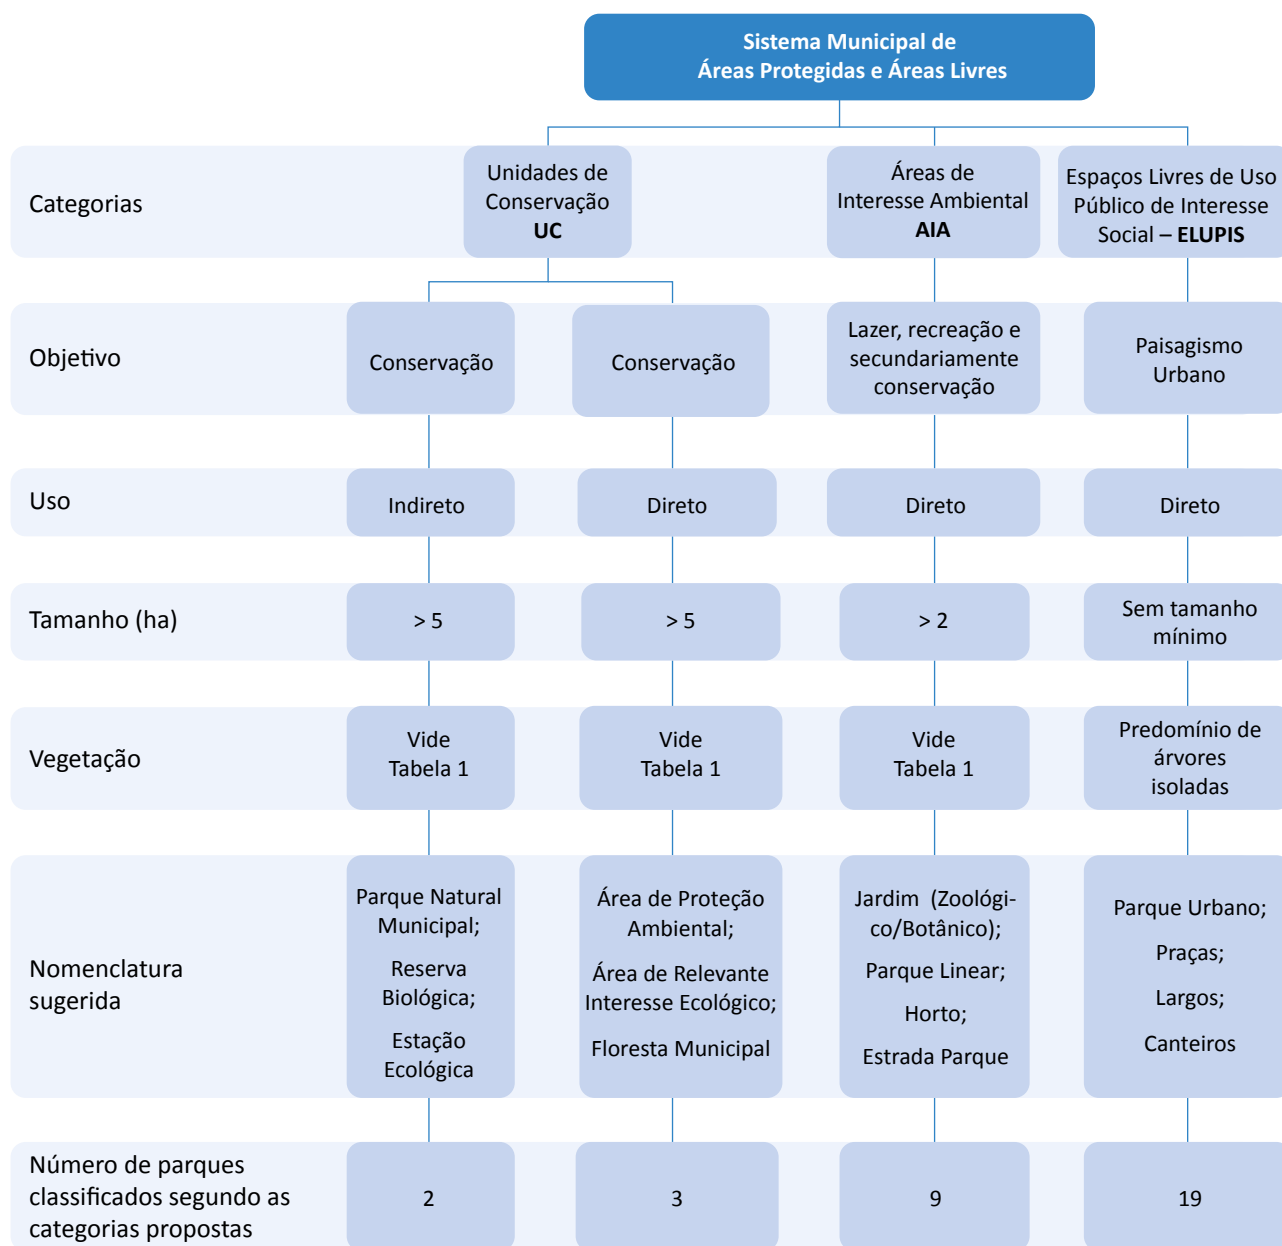 Sistema Municipal de
Áreas Protegidas e Áreas Livres
Categorias
Unidades de
Conservação
UC
Áreas de
Interesse Ambiental
AIA
Espaços Livres de Uso
Público de Interesse
Social – ELUPIS
Objetivo
Conservação
Conservação
Lazer, recreação e
secundariamente
conservação
Paisagismo
Urbano
Uso
Indireto
Direto
Direto
Direto
Tamanho (ha)
> 5
> 5
> 2
Sem tamanho
mínimo
Vegetação
Vide
Tabela 1
Vide
Tabela 1
Vide
Tabela 1
Predomínio de
árvores
isoladas
Nomenclatura
sugerida
Parque Natural
Municipal;
Reserva
Biológica;
Estação
Ecológica
Área de Proteção
Ambiental;
Área de Relevante
Interesse Ecológico;
Floresta Municipal
Jardim (Zoológi-
co/Botânico);
Parque Linear;
Horto;
Estrada Parque
Parque Urbano;
Praças;
Largos;
Canteiros
Número de parques
classificados segundo as
categorias propostas
2
3
9
19